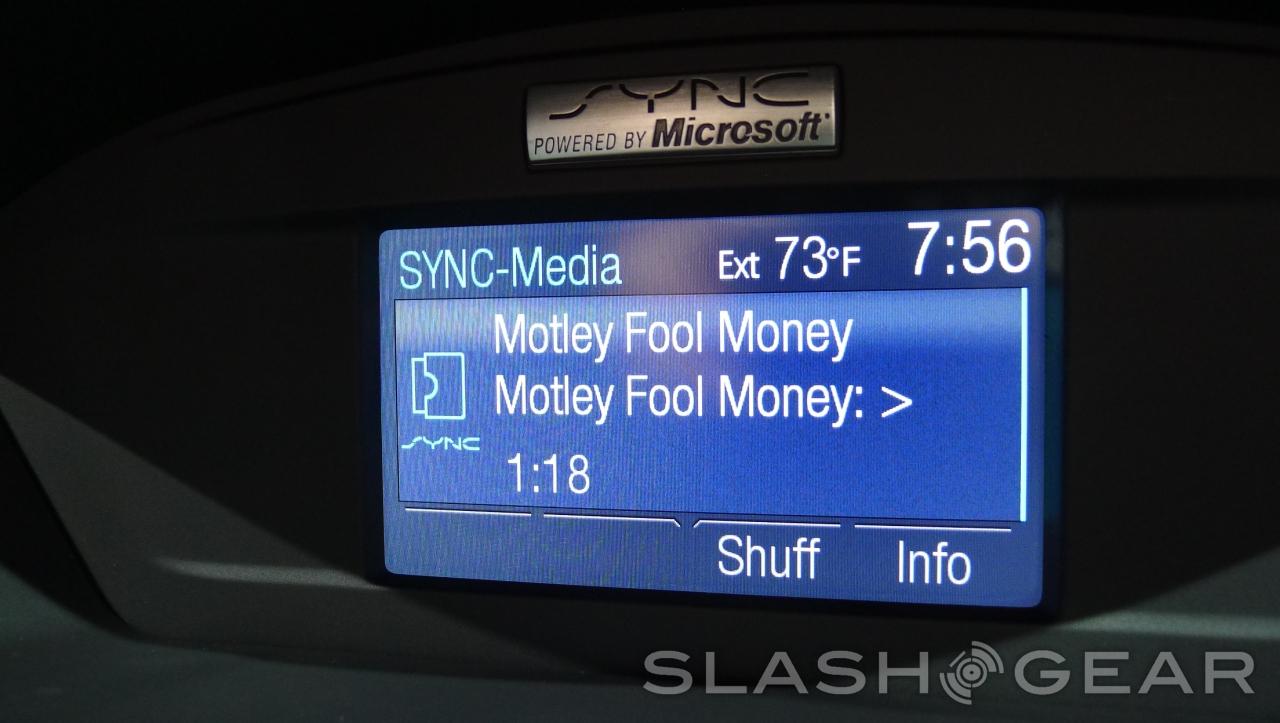 SYNC
POWERED BY Microsoft
SYNC-Media Ext 73°F 7:56
Motley Fool Money
Motley Fool Money: >
SYNC
1:18
Shuff Info
SLASHGEAR